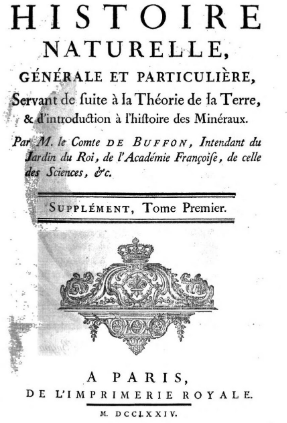 HISTOIRE
NATURELLE,
GÉNÉRALE ET PARTICULIÈRE,
Servant de ſuite à la Théorie de la Terre,
& d'introduction à l'hiſtoire des Minéraux.
Par M. le Comte DE BUFFON, Intendant du
Jardin du Roi, de l'Académie Françoiſe, de celle
des Sciences, &c.
SUPPLÉMENT, Tome Premier.
A PARIS,
DE L'IMPRIMERIE ROYALE.
M. DCCLXXIV.